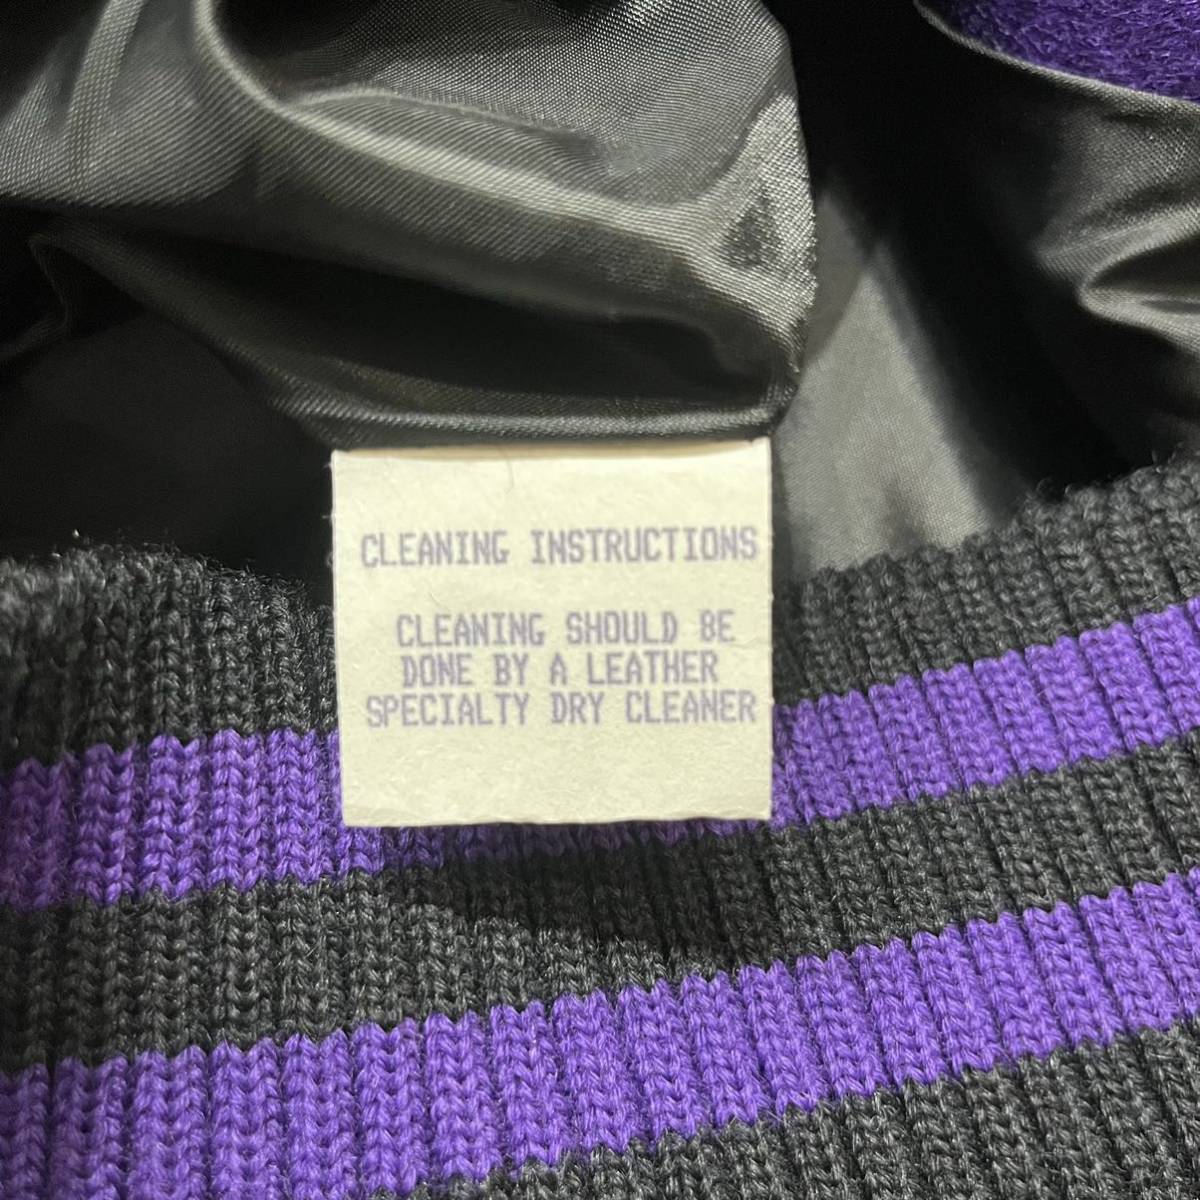 CLEANING INSTRUCTIONS
CLEANING SHOULD BE
DONE BY A LEATHER
SPECIALTY DRY CLEANER